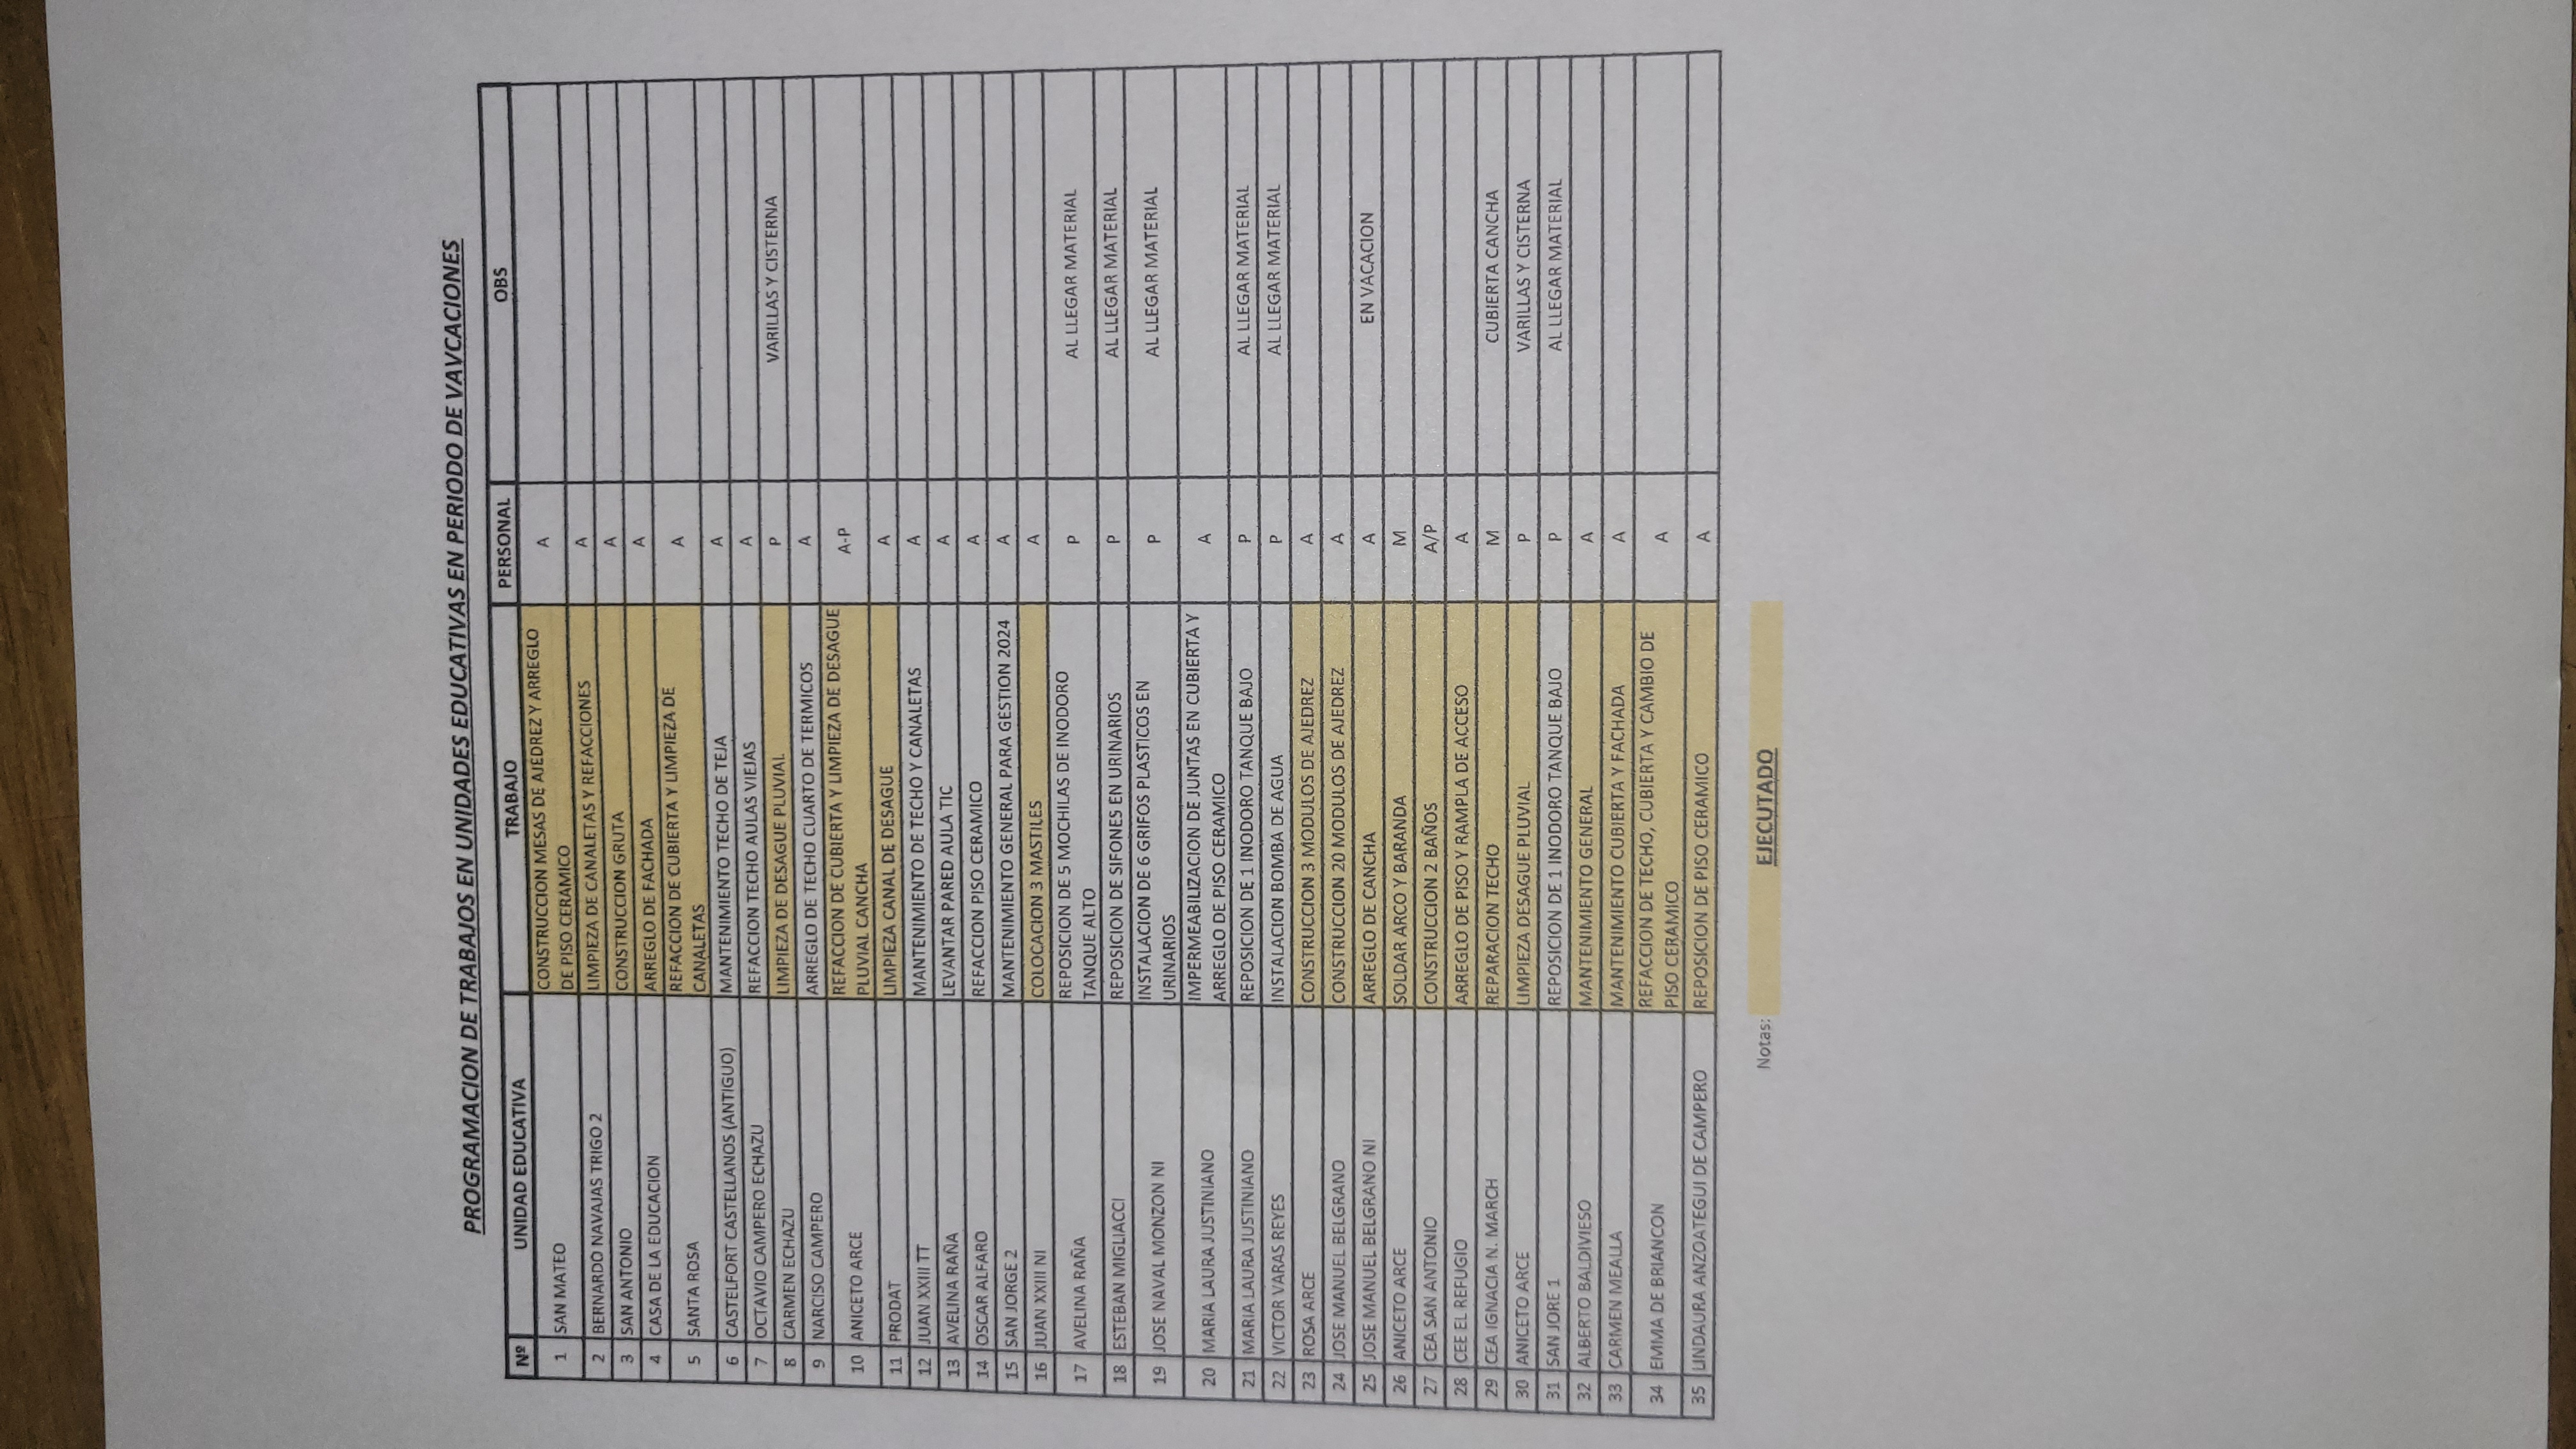 PROGRAMACION DE TRABAJOS EN UNIDADES EDUCATIVAS EN PERIODO DE VAVCACIONES
Nº UNIDAD EDUCATIVA TRABAJO PERSONAL OBS
1 SAN MATEO CONSTRUCCION MESAS DE AJEDREZ Y ARREGLO A
DE PISO CERAMICO
2 BERNARDO NAVAJAS TRIGO 2 LIMPIEZA DE CANALETAS Y REFACCIONES A
3 SAN ANTONIO CONSTRUCCION GRUTA A
4 CASA DE LA EDUCACION ARREGLO DE FACHADA A
5 SANTA ROSA REFACCION DE CUBIERTA Y LIMPIEZA DE A
CANALETAS
6 CASTELFORT CASTELLANOS (ANTIGUO) MANTENIMIENTO TECHO DE TEJA A
7 OCTAVIO CAMPERO ECHAZU REFACCION TECHO AULAS VIEJAS A
8 CARMEN ECHAZU LIMPIEZA DE DESAGUE PLUVIAL P VARILLAS Y CISTERNA
9 NARCISO CAMPERO ARREGLO DE TECHO CUARTO DE TERMICOS A
10 ANICETO ARCE REFACCION DE CUBIERTA Y LIMPIEZA DE DESAGUE A-P
PLUVIAL CANCHA
11 PRODAT LIMPIEZA CANAL DE DESAGUE A
12 JUAN XXIII TT MANTENIMIENTO DE TECHO Y CANALETAS A
13 AVELINA RAÑA LEVANTAR PARED AULA TIC A
14 OSCAR ALFARO REFACCION PISO CERAMICO A
15 SAN JORGE 2 MANTENIMIENTO GENERAL PARA GESTION 2024 A
16 JUAN XXIII NI COLOCACION 3 MASTILES A
17 AVELINA RAÑA REPOSICION DE 5 MOCHILAS DE INODORO P AL LLEGAR MATERIAL
TANQUE ALTO
18 ESTEBAN MIGLIACCI REPOSICION DE SIFONES EN URINARIOS P AL LLEGAR MATERIAL
19 JOSE NAVAL MONZON NI INSTALACION DE 6 GRIFOS PLASTICOS EN P AL LLEGAR MATERIAL
URINARIOS
20 MARIA LAURA JUSTINIANO IMPERMEABILIZACION DE JUNTAS EN CUBIERTA Y A
ARREGLO DE PISO CERAMICO
21 MARIA LAURA JUSTINIANO REPOSICION DE 1 INODORO TANQUE BAJO P AL LLEGAR MATERIAL
22 VICTOR VARAS REYES INSTALACION BOMBA DE AGUA P AL LLEGAR MATERIAL
23 ROSA ARCE CONSTRUCCION 3 MODULOS DE AJEDREZ A
24 JOSE MANUEL BELGRANO CONSTRUCCION 20 MODULOS DE AJEDREZ A
25 JOSE MANUEL BELGRANO NI ARREGLO DE CANCHA A EN VACACION
26 ANICETO ARCE SOLDAR ARCO Y BARANDA M
27 CEA SAN ANTONIO CONSTRUCCION 2 BAÑOS A/P
28 CEE EL REFUGIO ARREGLO DE PISO Y RAMPLA DE ACCESO A
29 CEA IGNACIA N. MARCH REPARACION TECHO M CUBIERTA CANCHA
30 ANICETO ARCE LIMPIEZA DESAGUE PLUVIAL P VARILLAS Y CISTERNA
31 SAN JORE 1 REPOSICION DE 1 INODORO TANQUE BAJO P AL LLEGAR MATERIAL
32 ALBERTO BALDIVIESO MANTENIMIENTO GENERAL A
33 CARMEN MEALLA MANTENIMIENTO CUBIERTA Y FACHADA A
34 EMMA DE BRIANCON REFACCION DE TECHO, CUBIERTA Y CAMBIO DE A
PISO CERAMICO
35 LINDAURA ANZOATEGUI DE CAMPERO REPOSICION DE PISO CERAMICO A
Notas: EJECUTADO